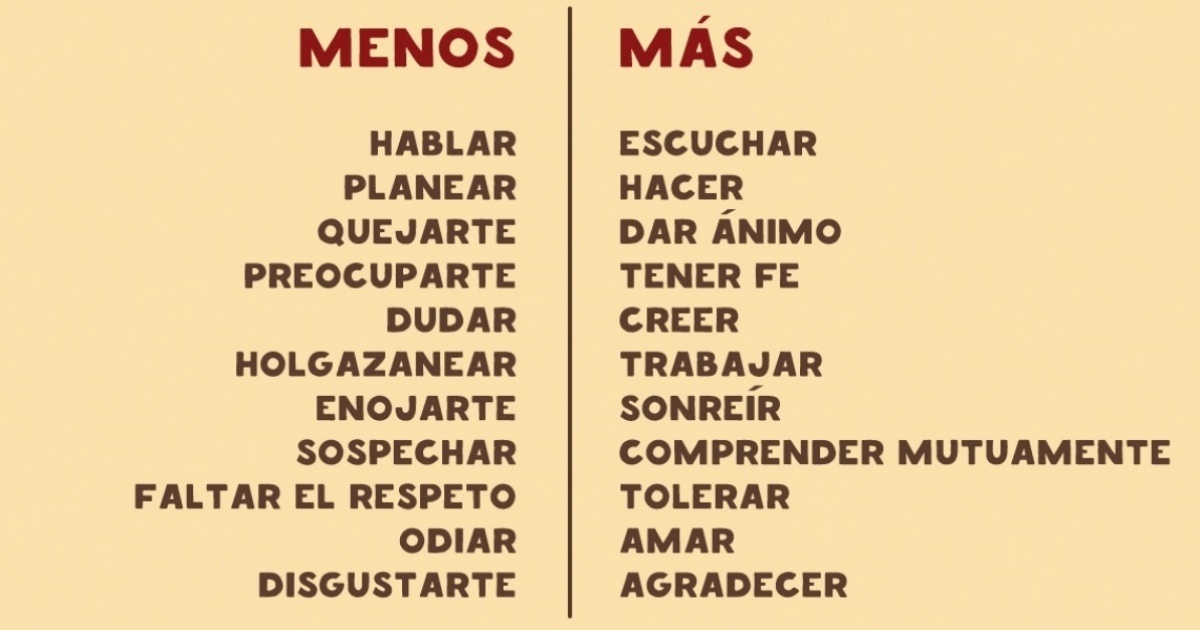 MENOS
MÁS
HABLAR
ESCUCHAR
PLANEAR
HACER
QUEJARTE
DAR ÁNIMO
PREOCUPARTE
TENER FE
DUDAR
CREER
HOLGAZANEAR
TRABAJAR
ENOJARTE
SONREÍR
SOSPECHAR
COMPRENDER MUTUAMENTE
FALTAR EL RESPETO
TOLERAR
ODIAR
AMAR
DISGUSTARTE
AGRADECER